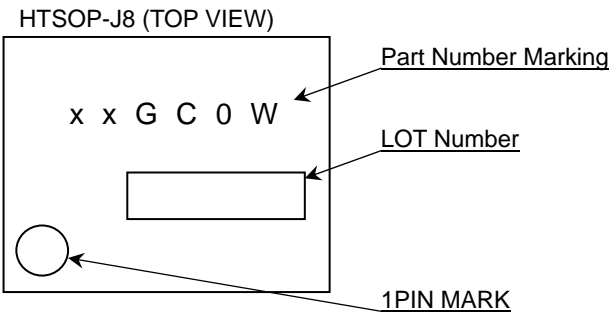 HTSOP-J8 (TOP VIEW)
Part Number Marking
x x G C 0 W
LOT Number
1PIN MARK